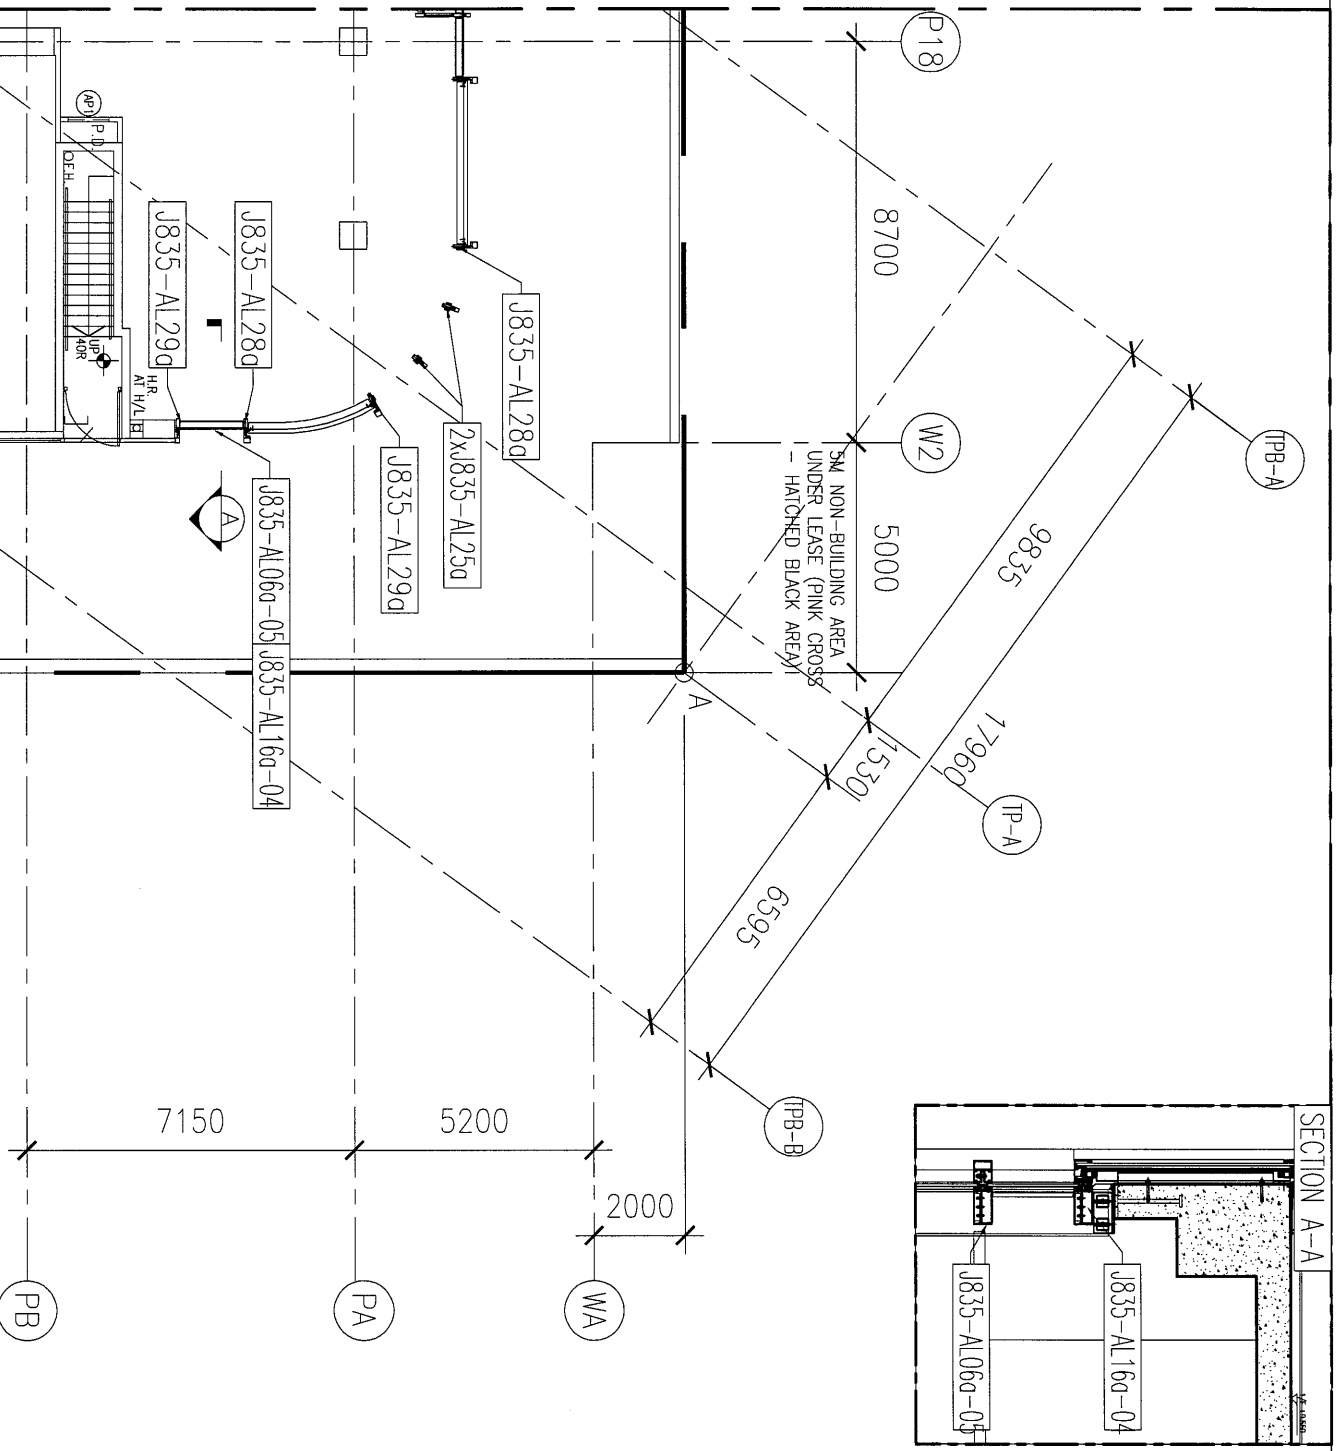 P18
W2
TPB-A
TP-A
TPB-B
8700
5000
9835
1530
6595
17960
5M NON-BUILDING AREA
UNDER LEASE (PINK CROSS
- HATCHED BLACK AREA)
A
J835-AL28a
2xJ835-AL25a
J835-AL29a
J835-AL28a
J835-AL29a
J835-AL06a-05
J835-AL16a-04
A
AP1
P.D.
UP
40R
H.R.
AT H/L
7150
5200
2000
PB
PA
WA
SECTION A-A
J835-AL16a-04
J835-AL06a-05